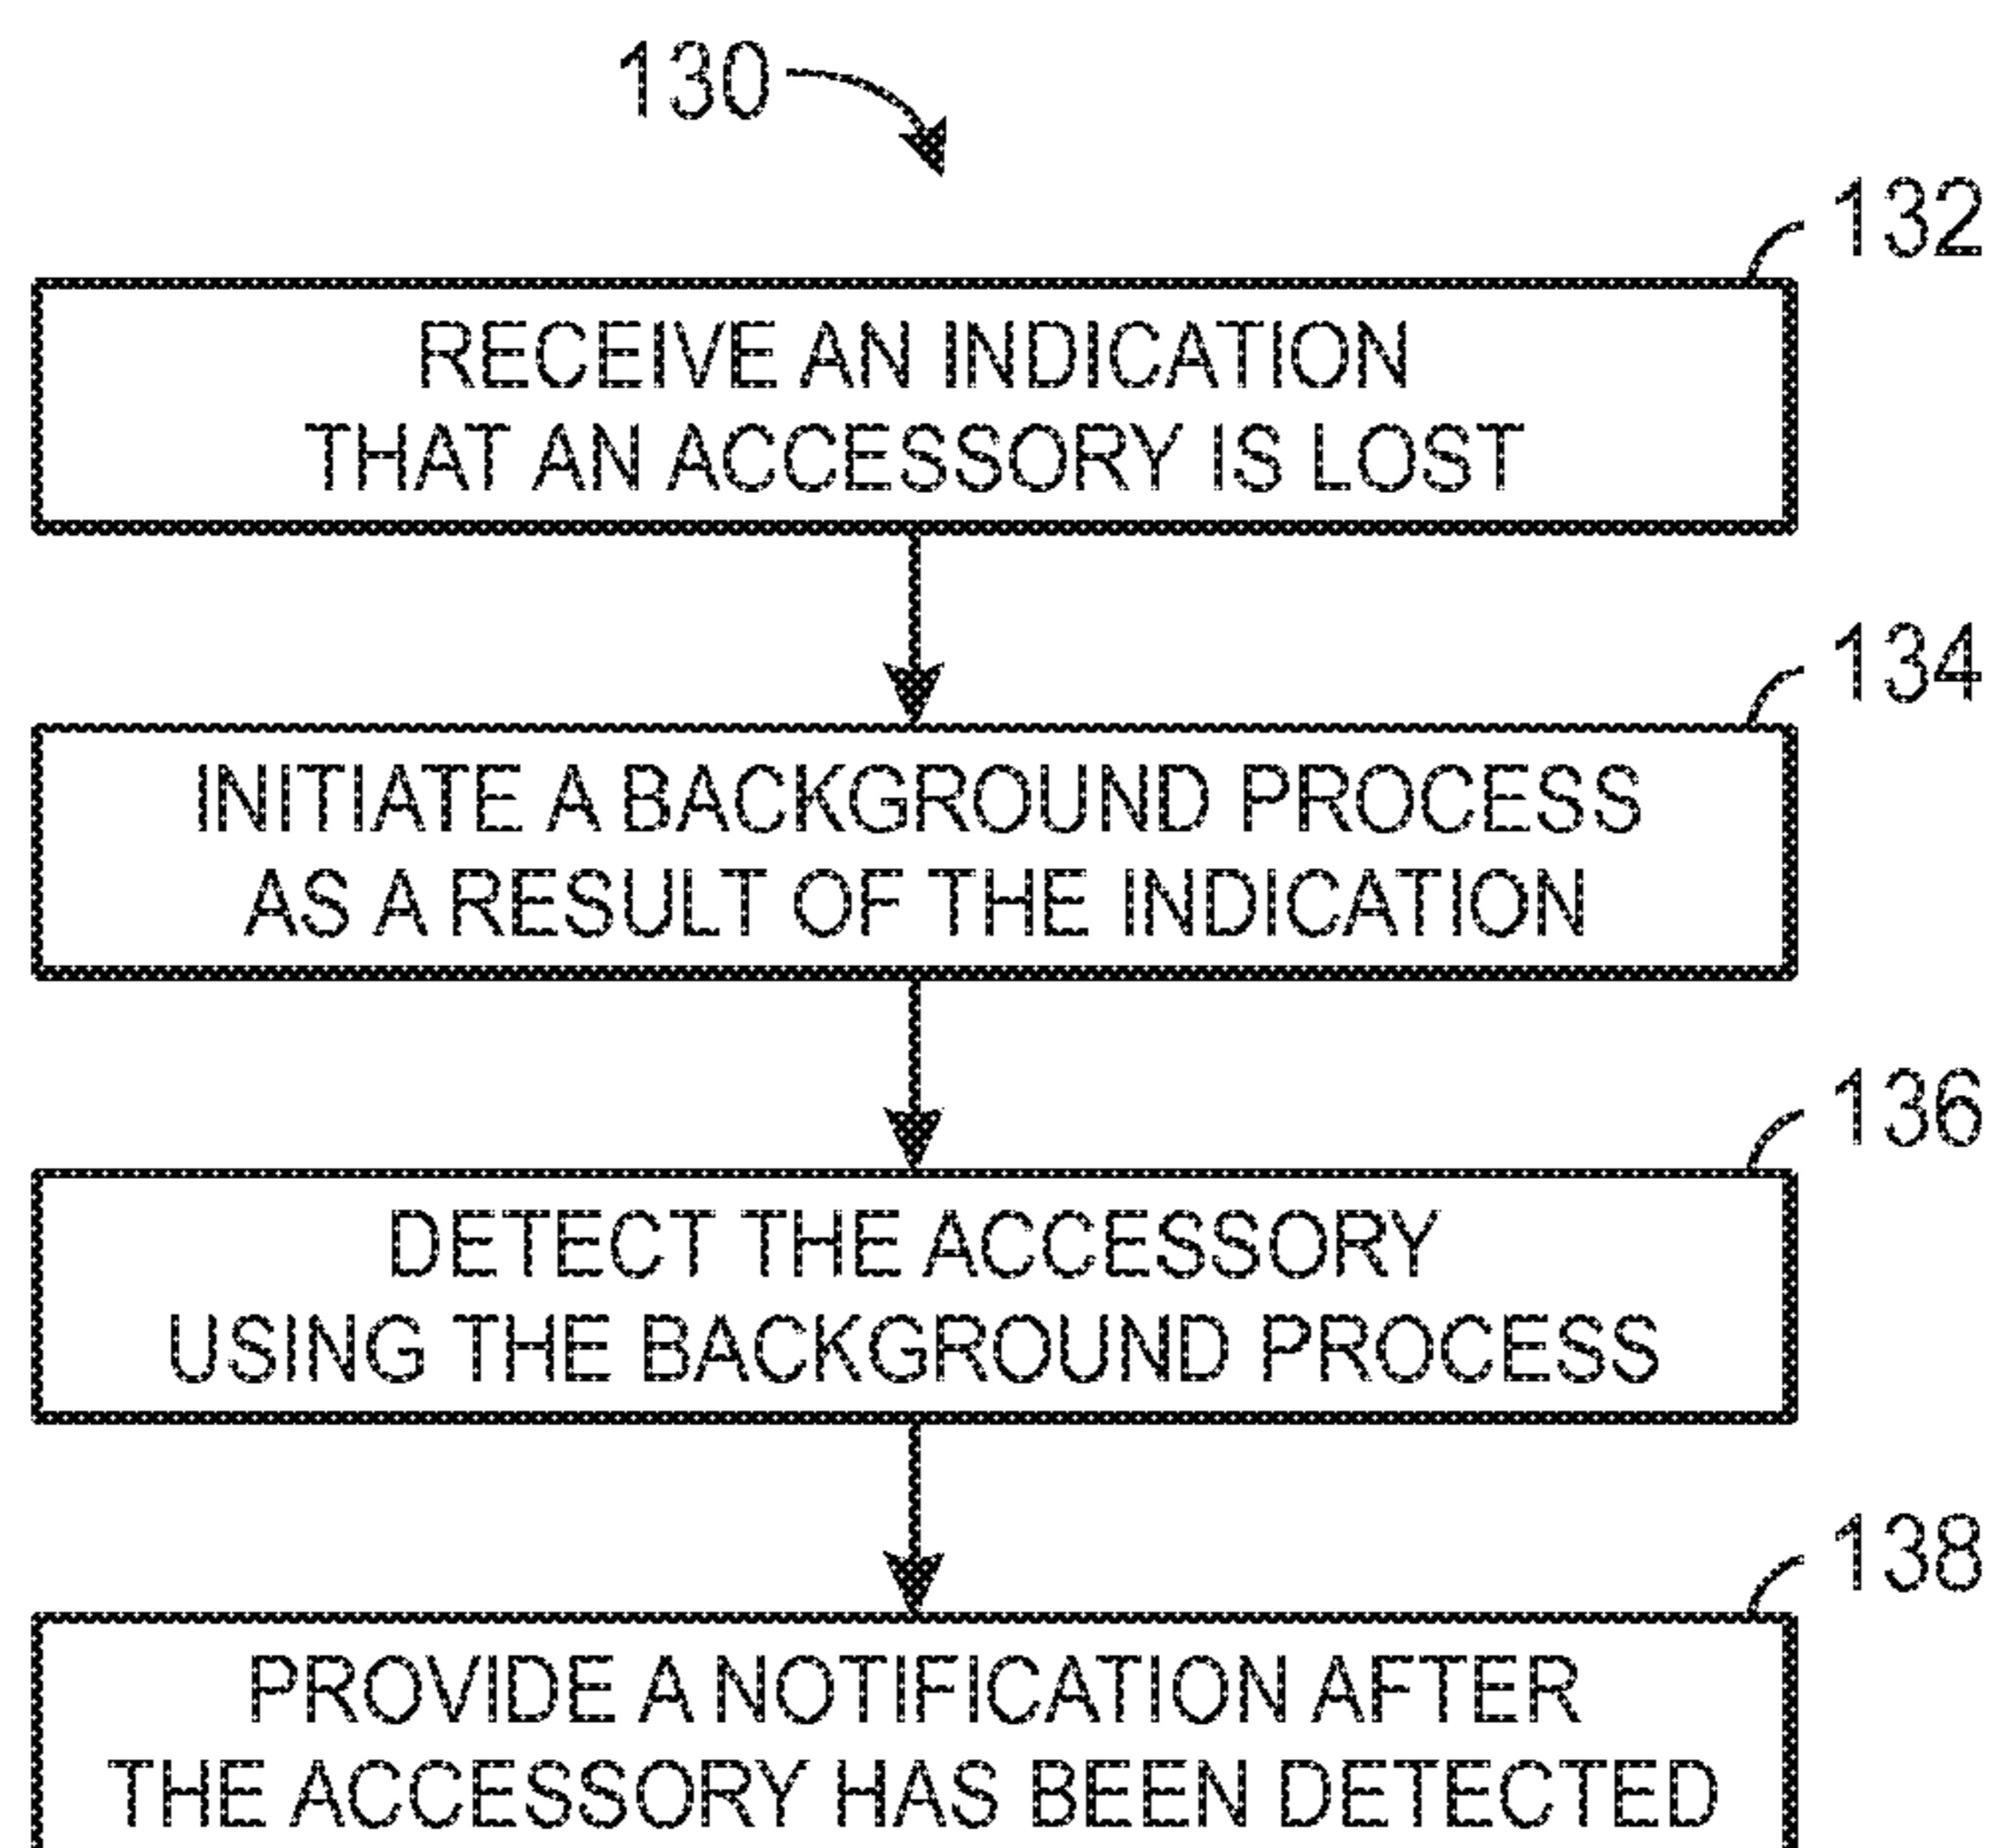 130
132
RECEIVE AN INDICATION
THAT AN ACCESSORY IS LOST
134
INITIATE A BACKGROUND PROCESS
AS A RESULT OF THE INDICATION
136
DETECT THE ACCESSORY
USING THE BACKGROUND PROCESS
138
PROVIDE A NOTIFICATION AFTER
THE ACCESSORY HAS BEEN DETECTED